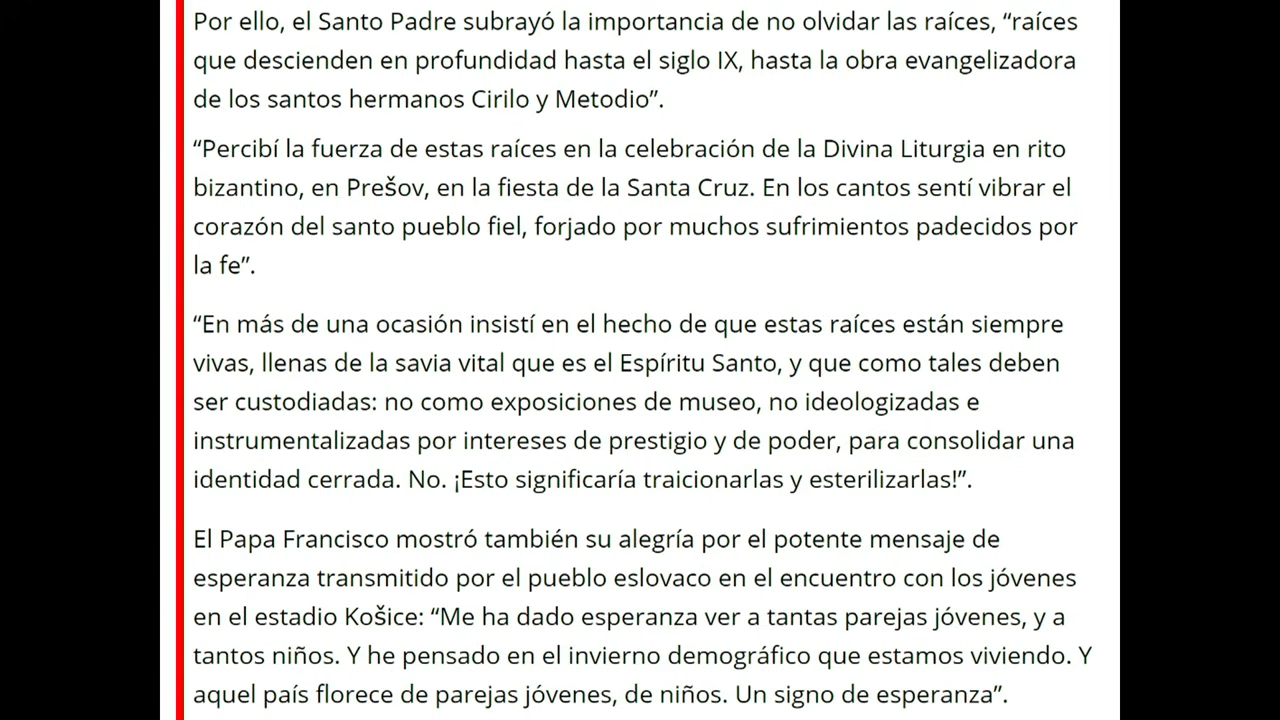 Por ello, el Santo Padre subrayó la importancia de no olvidar las raíces, “raíces
que descienden en profundidad hasta el siglo IX, hasta la obra evangelizadora
de los santos hermanos Cirilo y Metodio”.
“Percibí la fuerza de estas raíces en la celebración de la Divina Liturgia en rito
bizantino, en Prešov, en la fiesta de la Santa Cruz. En los cantos sentí vibrar el
corazón del santo pueblo fiel, forjado por muchos sufrimientos padecidos por
la fe”.
“En más de una ocasión insistí en el hecho de que estas raíces están siempre
vivas, llenas de la savia vital que es el Espíritu Santo, y que como tales deben
ser custodiadas: no como exposiciones de museo, no ideologizadas e
instrumentalizadas por intereses de prestigio y de poder, para consolidar una
identidad cerrada. No. ¡Esto significaría traicionarlas y esterilizarlas!”.
El Papa Francisco mostró también su alegría por el potente mensaje de
esperanza transmitido por el pueblo eslovaco en el encuentro con los jóvenes
en el estadio Košice: “Me ha dado esperanza ver a tantas parejas jóvenes, y a
tantos niños. Y he pensado en el invierno demográfico que estamos viviendo. Y
aquel país florece de parejas jóvenes, de niños. Un signo de esperanza”.